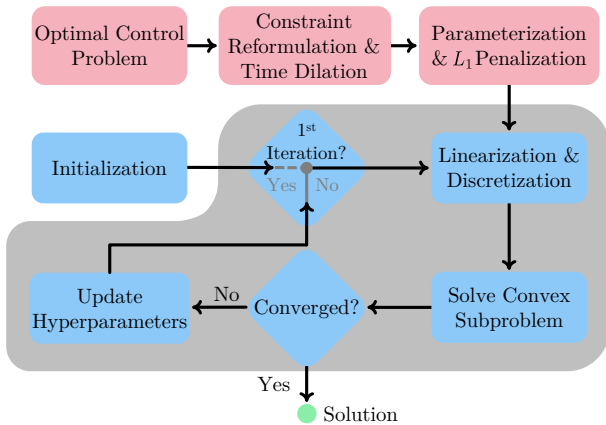 Optimal Control
Problem
Constraint
Reformulation &
Time Dilation
Parameterization
& L₁ Penalization
Initialization
1ˢᵗ
Iteration?
Yes No
Linearization &
Discretization
Update
Hyperparameters
No
Converged?
Solve Convex
Subproblem
Yes
Solution